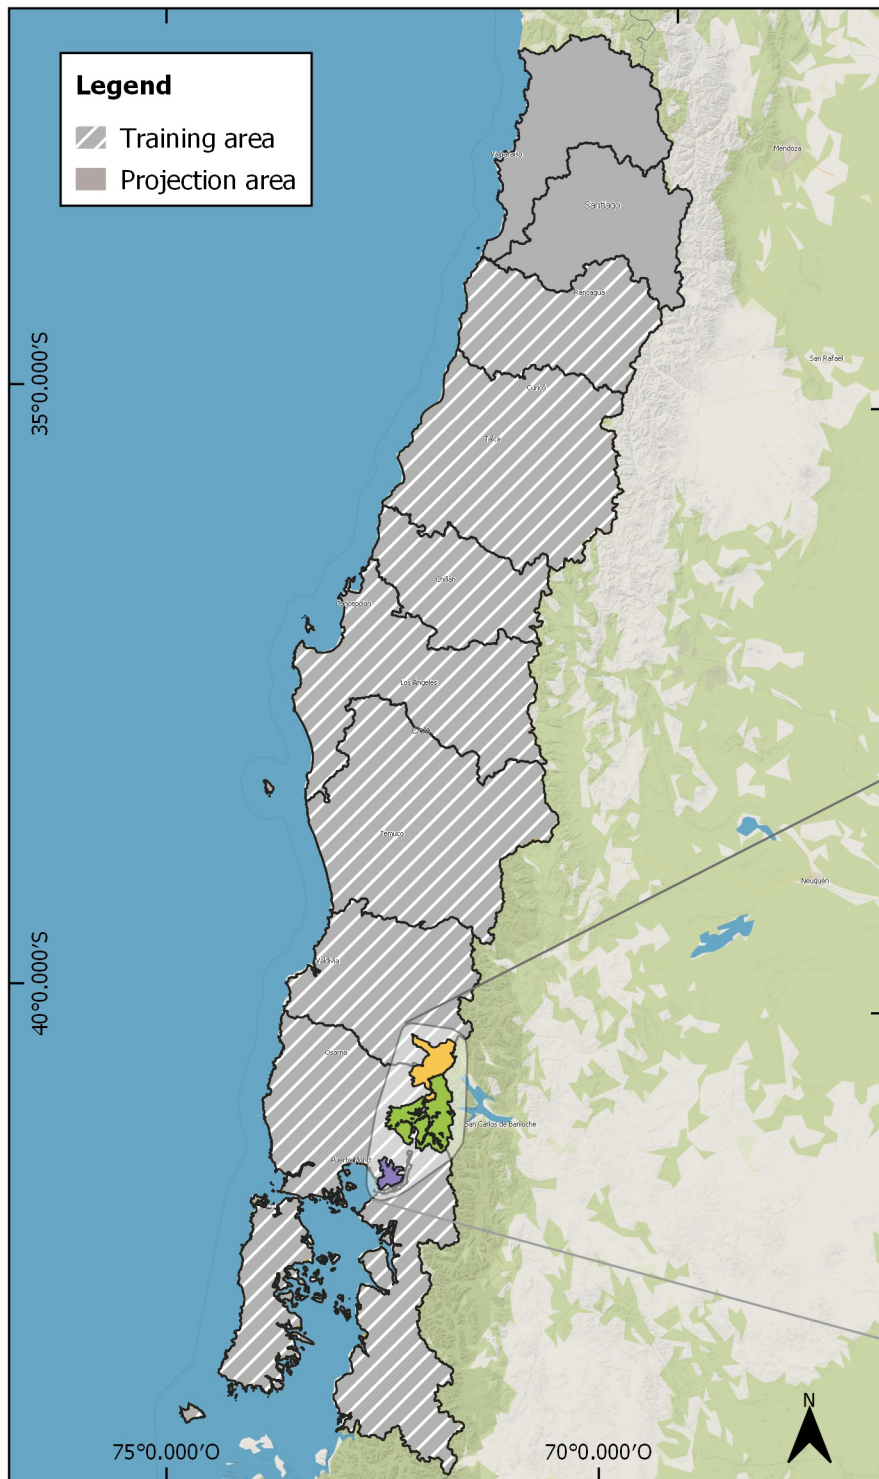 Legend
Training area
Projection area
Valparaíso
Mendoza
Santiago
Rancagua
35°0.000'S
San Rafael
Curicó
Talca
Chillán
Concepción
Los Ángeles
Temuco
Neuquén
40°0.000'S
Valdivia
Osorno
San Carlos de Bariloche
Puerto Montt
N
75°0.000'O
70°0.000'O